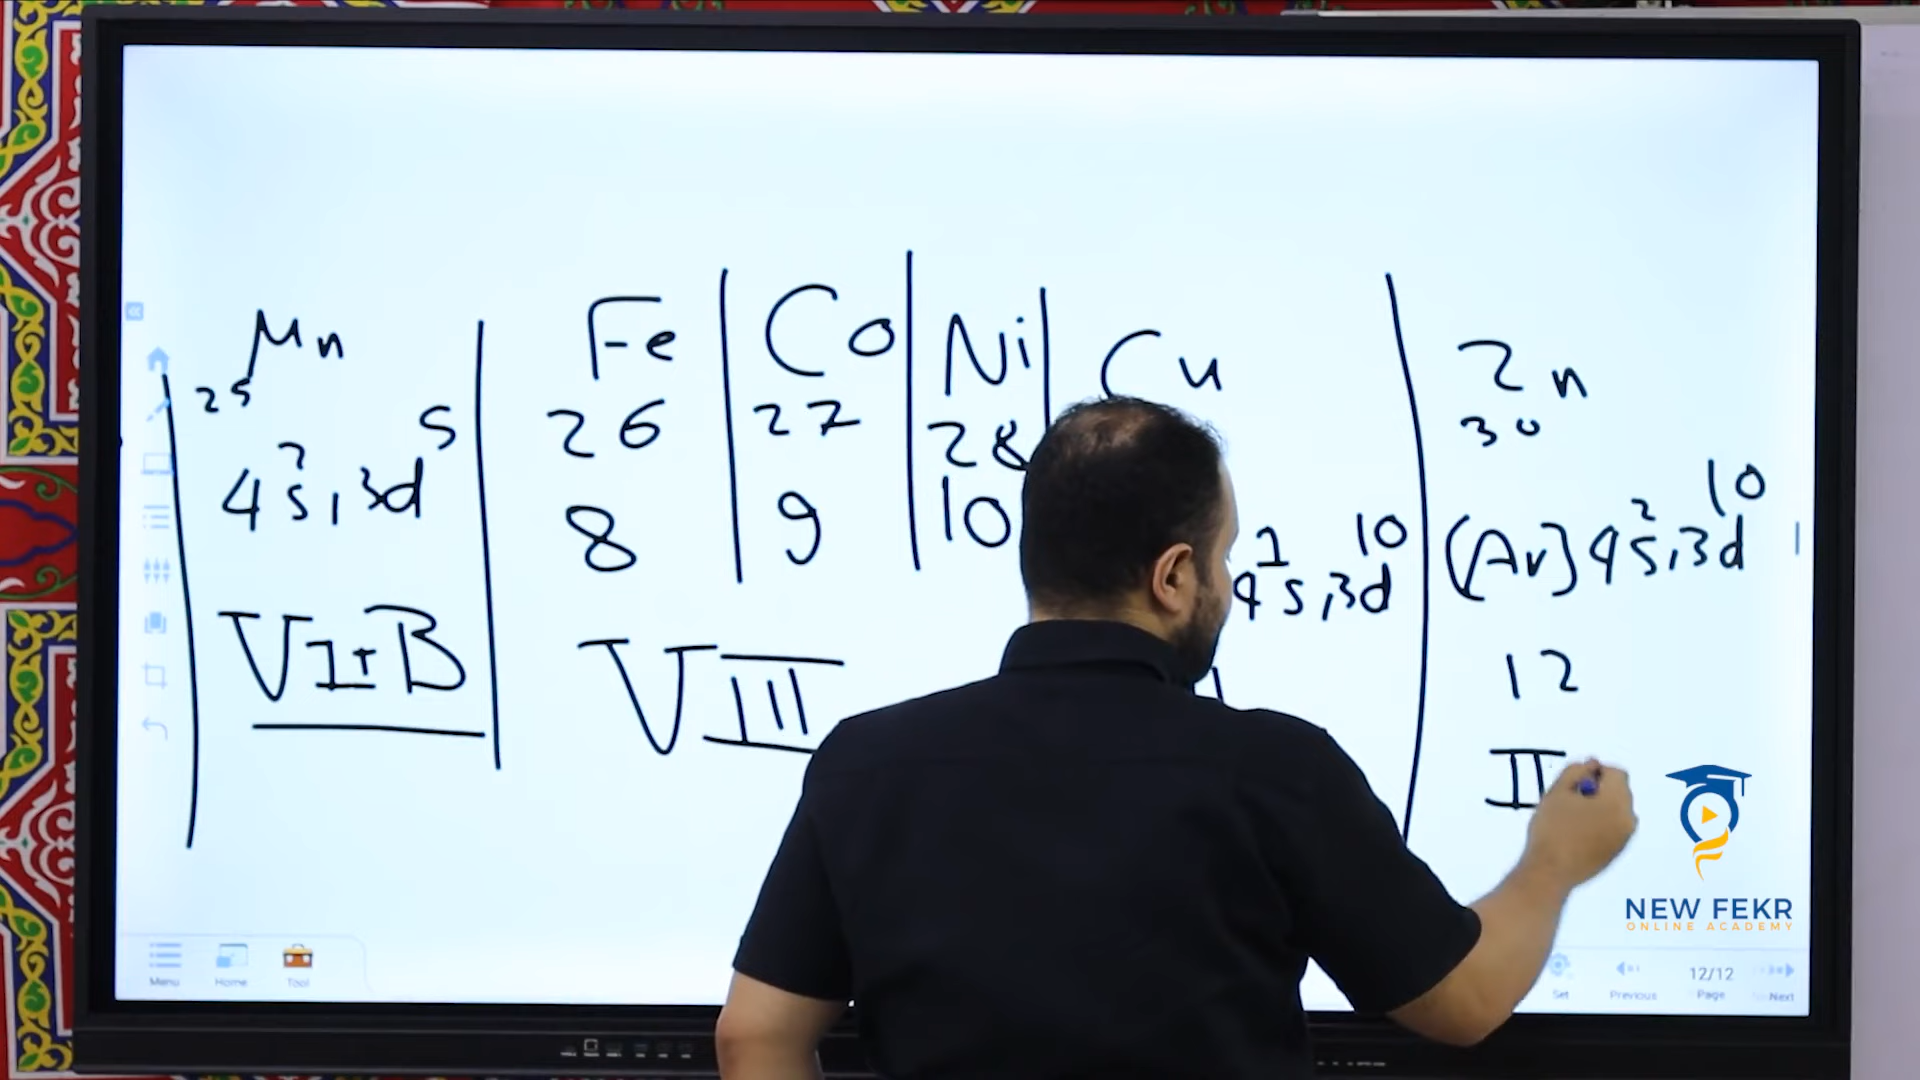 Mn | Fe | Co | Ni | Cu | Zn
25 26 27 28 30
4s², 3d⁵ 8 9 10 4s¹, 3d¹⁰ [Ar] 4s², 3d¹⁰
VIIB VIII 12
II
NEW FEKR
ONLINE ACADEMY
Menu Home Tool Set Previous 12/12 Page Next